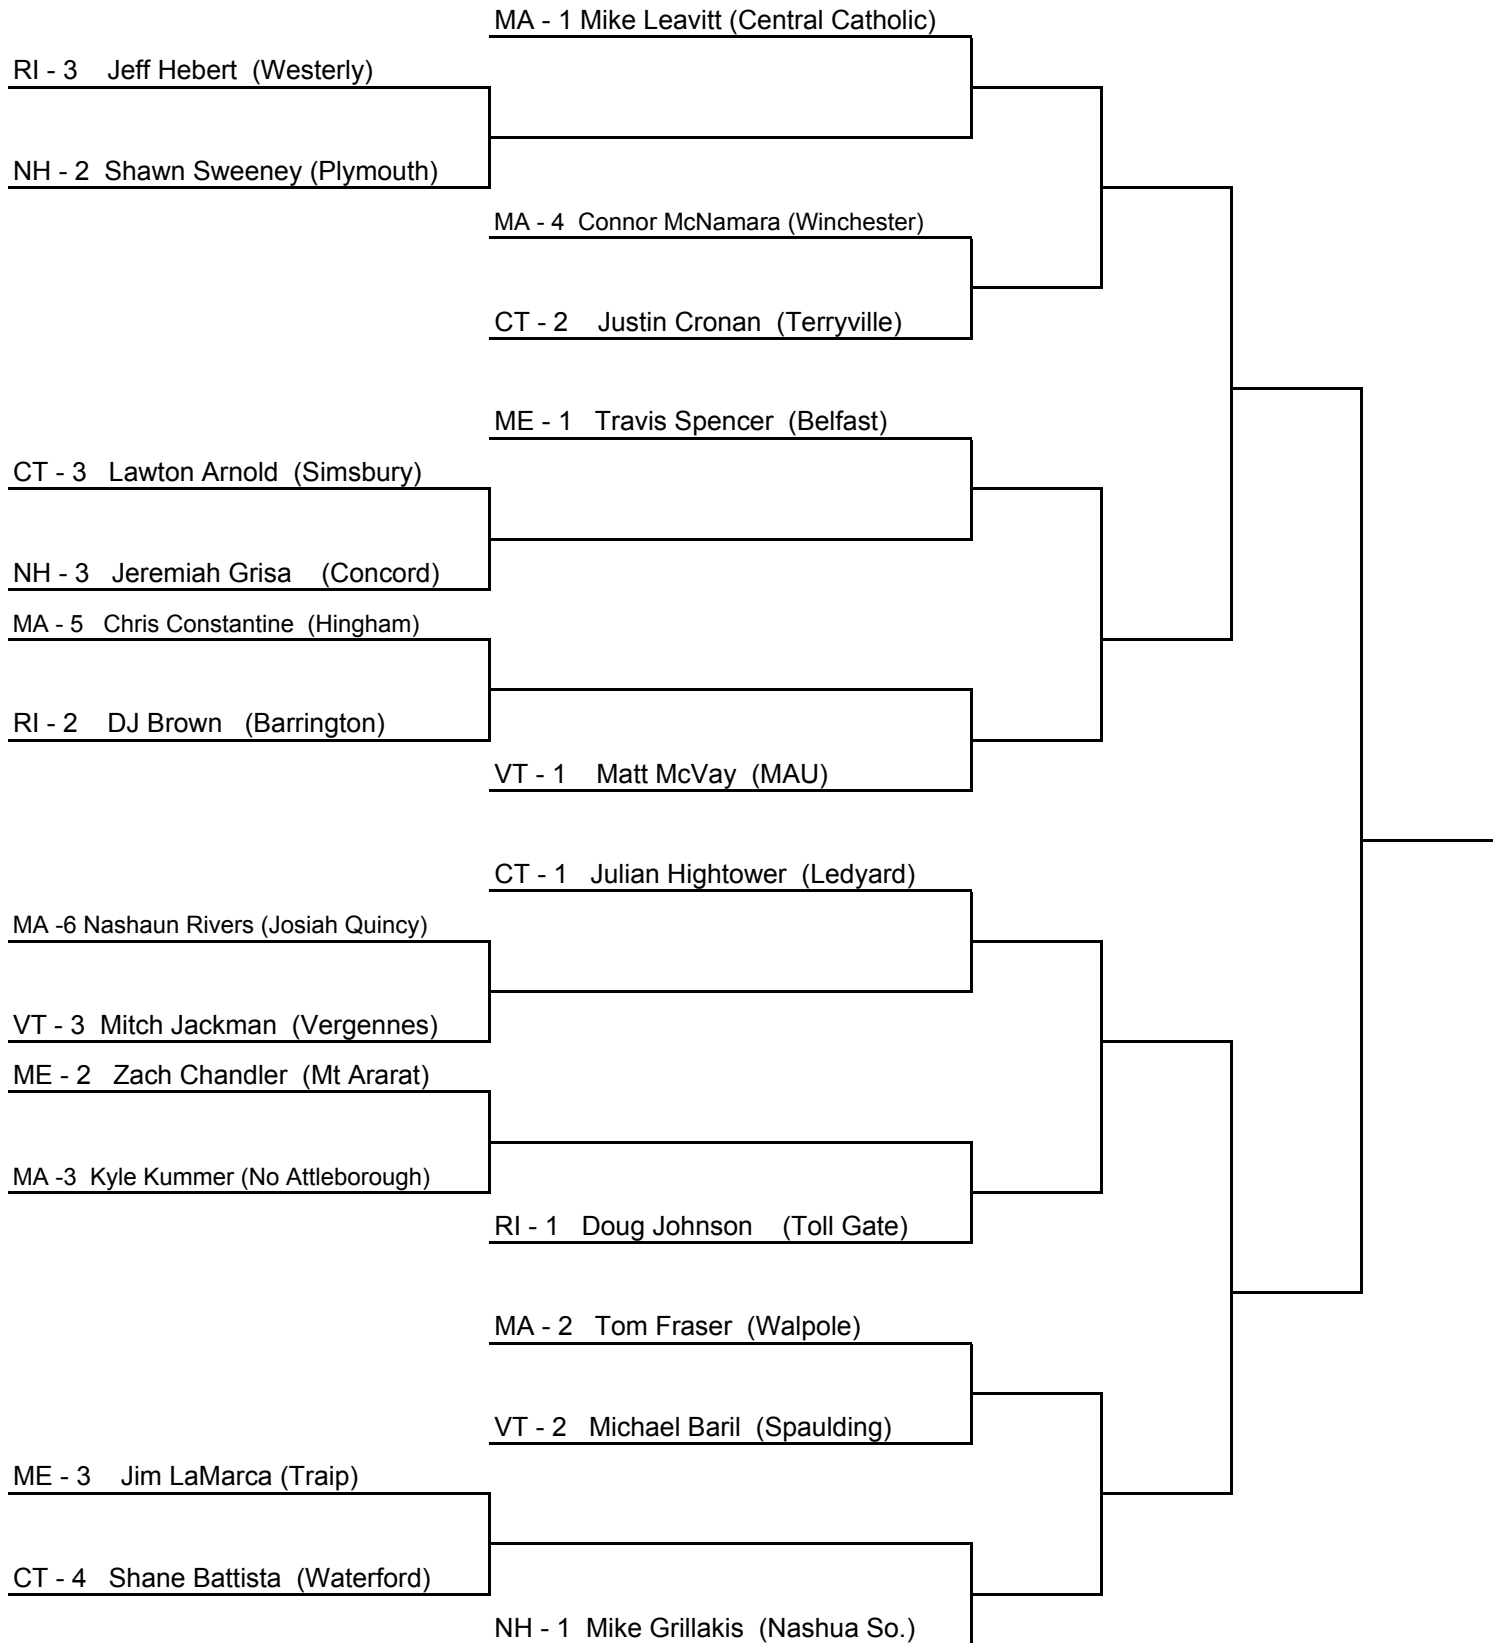 MA - 1 Mike Leavitt (Central Catholic)
RI - 3 Jeff Hebert (Westerly)
NH - 2 Shawn Sweeney (Plymouth)
MA - 4 Connor McNamara (Winchester)
CT - 2 Justin Cronan (Terryville)
ME - 1 Travis Spencer (Belfast)
CT - 3 Lawton Arnold (Simsbury)
NH - 3 Jeremiah Grisa (Concord)
MA - 5 Chris Constantine (Hingham)
RI - 2 DJ Brown (Barrington)
VT - 1 Matt McVay (MAU)
CT - 1 Julian Hightower (Ledyard)
MA -6 Nashaun Rivers (Josiah Quincy)
VT - 3 Mitch Jackman (Vergennes)
ME - 2 Zach Chandler (Mt Ararat)
MA -3 Kyle Kummer (No Attleborough)
RI - 1 Doug Johnson (Toll Gate)
MA - 2 Tom Fraser (Walpole)
VT - 2 Michael Baril (Spaulding)
ME - 3 Jim LaMarca (Traip)
CT - 4 Shane Battista (Waterford)
NH - 1 Mike Grillakis (Nashua So.)